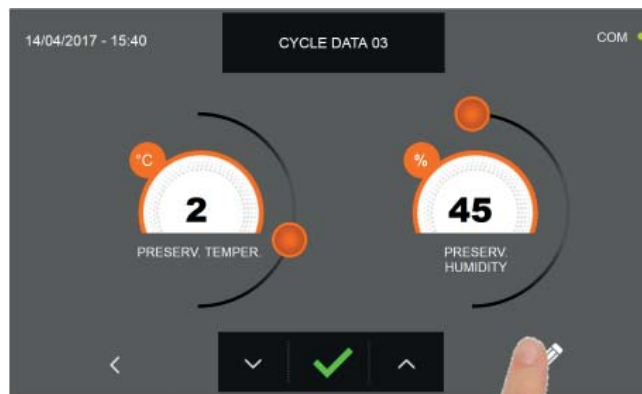 14/04/2017 - 15:40
CYCLE DATA 03
COM
°C
2
PRESERV. TEMPER.
%
45
PRESERV.
HUMIDITY